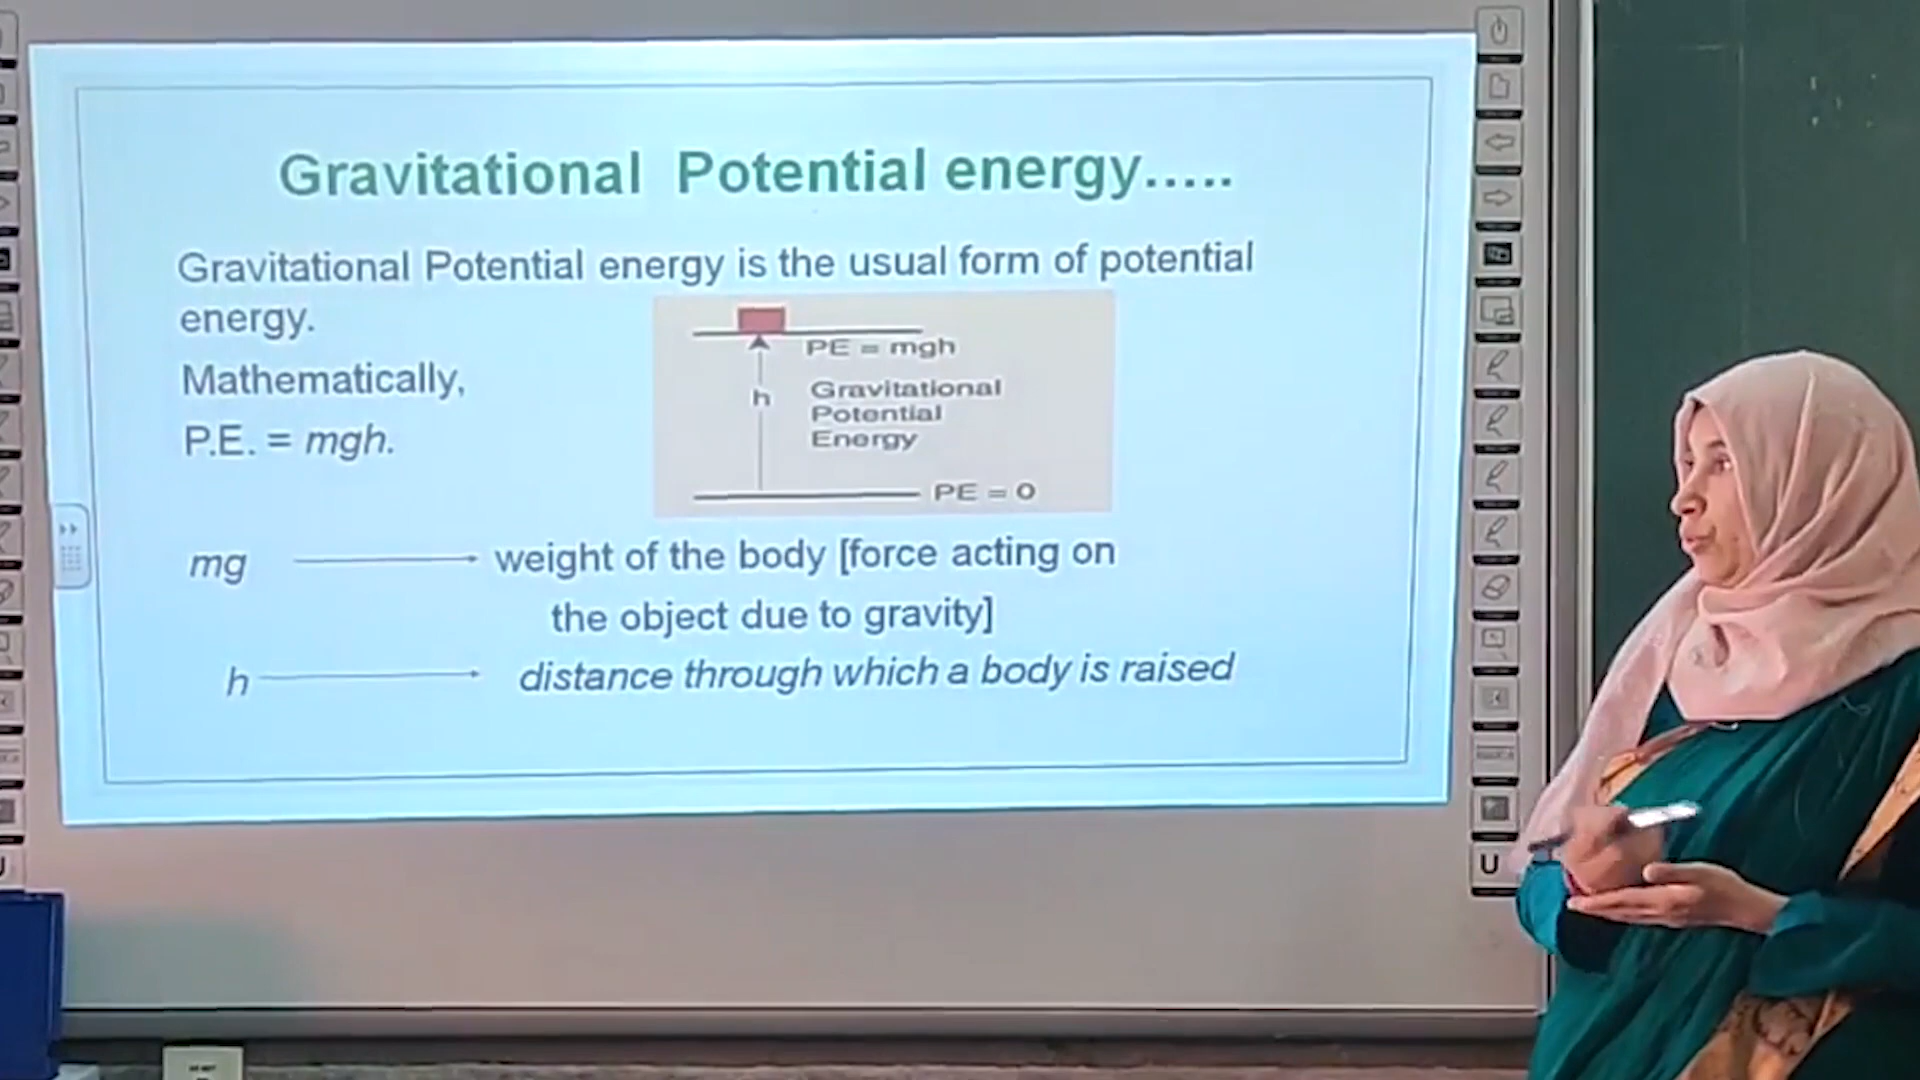 Gravitational Potential energy.....
Gravitational Potential energy is the usual form of potential
energy.
Mathematically,
P.E. = mgh.
PE = mgh
h
Gravitational
Potential
Energy
PE = 0
mg weight of the body [force acting on
the object due to gravity]
h distance through which a body is raised
U